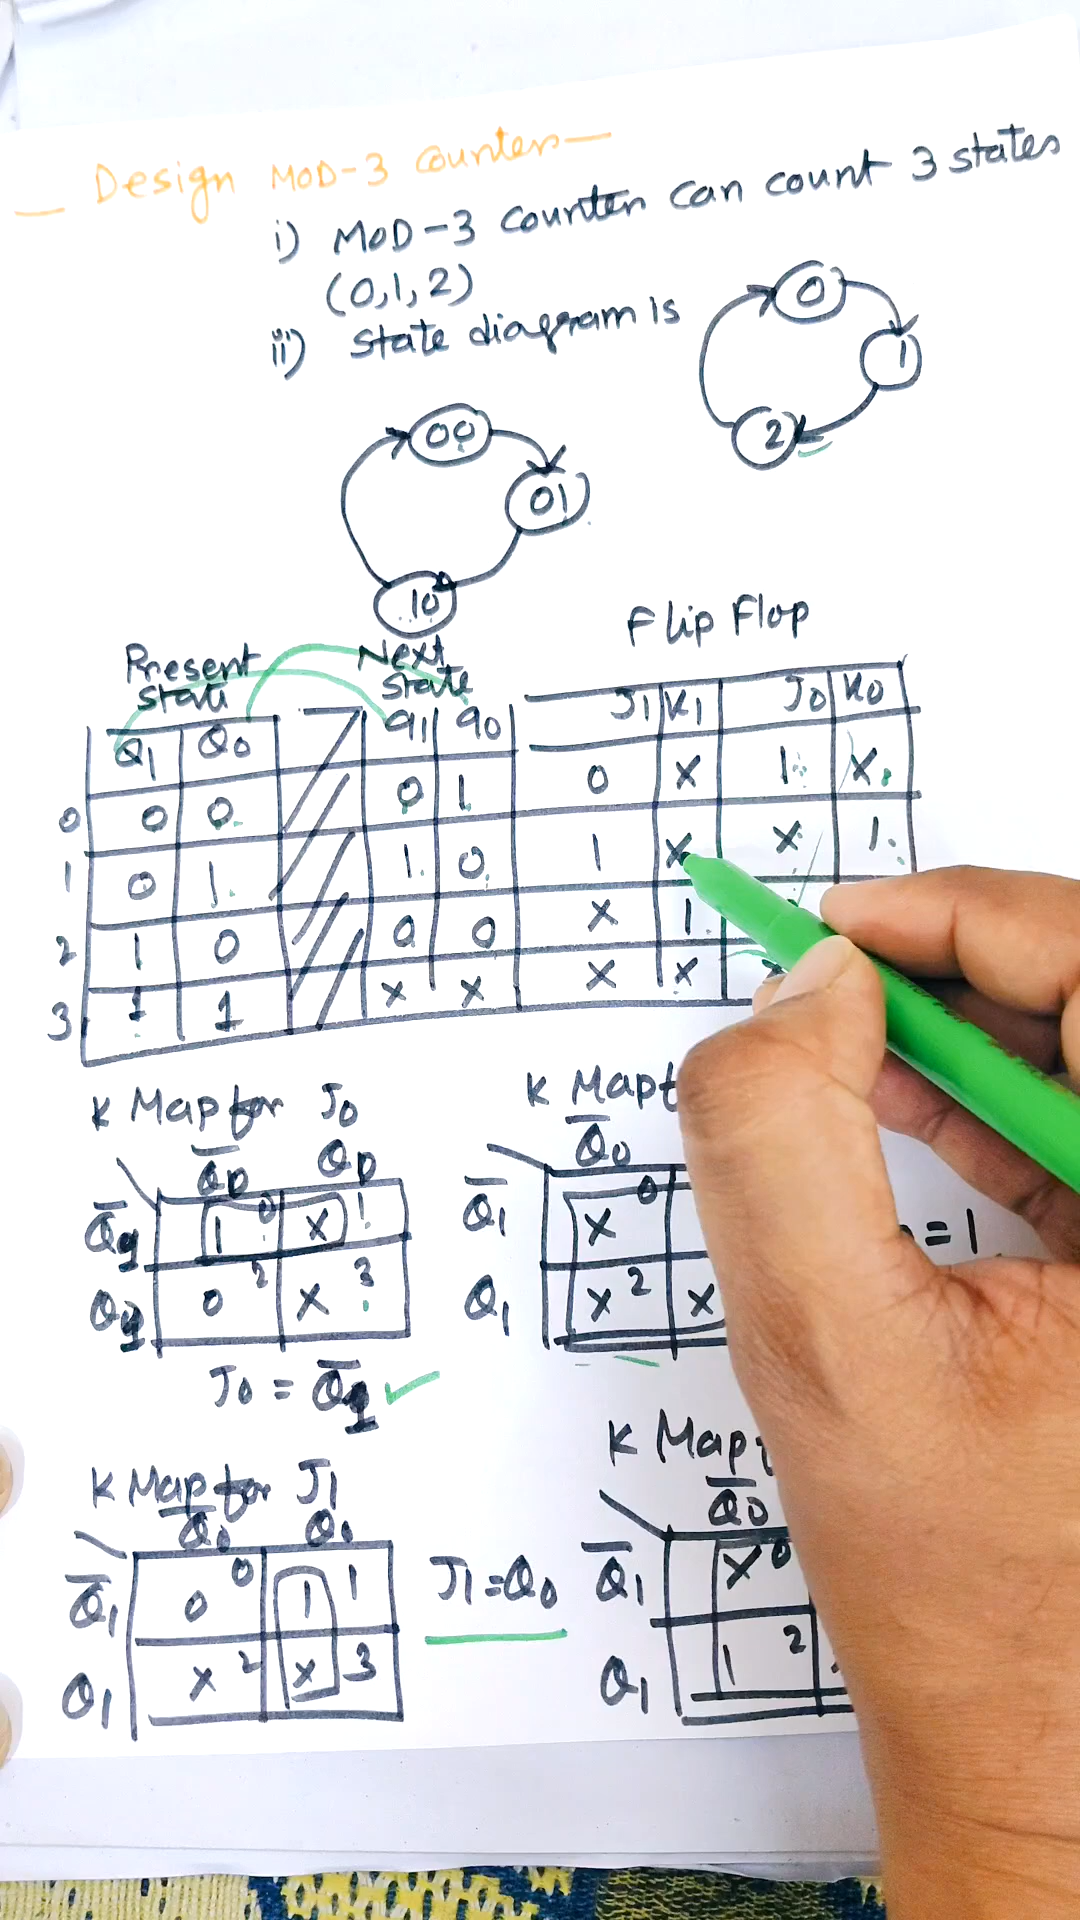 Design MOD-3 counters
i) MOD-3 counter can count 3 states
(0,1,2)
ii) state diagram is
0
1
2
00
01
10
Flip Flop
Present state
Next state
Q1 Q0 q1 q0 J1 K1 J0 K0
0 0 0 0 1 0 X 1 X
1 0 1 1 0 1 X X 1
2 1 0 0 0 X 1
3 1 1 X X X X X
K Map for J0
Q̅0 Q0
Q̅1 1 0 X 1
Q1 0 2 X 3
J0 = Q̅1
K Map
Q̅0
Q̅1 X 0
Q1 X 2 X
= 1
K Map for J1
Q̅0 Q0
Q̅1 0 0 1 1
Q1 X 2 X 3
J1 = Q0
K Map
Q̅0
Q̅1 X 0
Q1 1 2